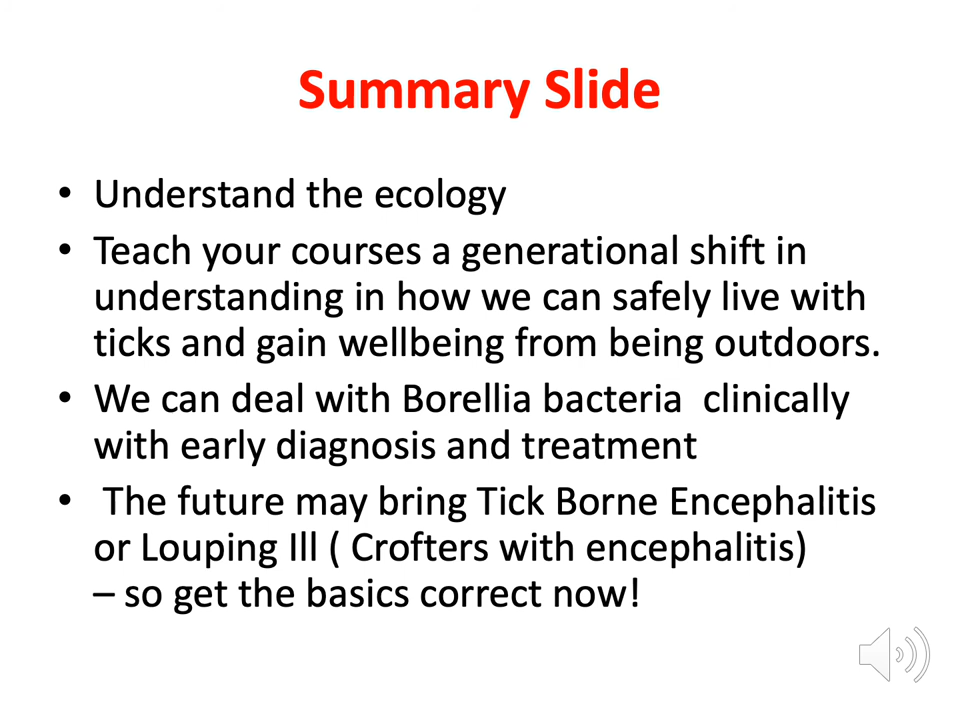 Summary Slide
• Understand the ecology
• Teach your courses a generational shift in
understanding in how we can safely live with
ticks and gain wellbeing from being outdoors.
• We can deal with Borellia bacteria  clinically
with early diagnosis and treatment
•  The future may bring Tick Borne Encephalitis
or Louping Ill ( Crofters with encephalitis)
– so get the basics correct now!